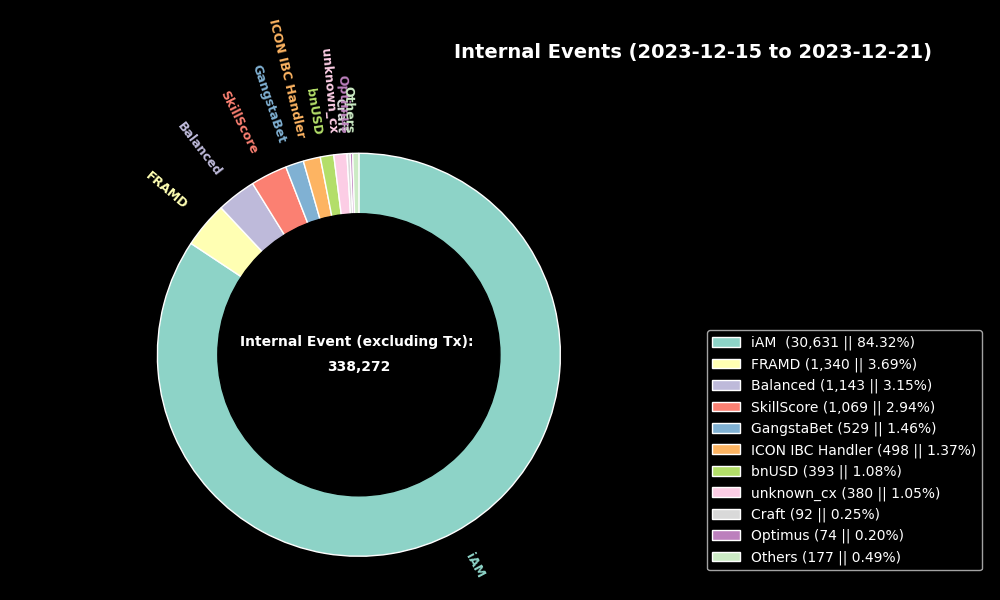 Internal Events (2023-12-15 to 2023-12-21)
FRAMD
Balanced
SkillScore
GangstaBet
ICON IBC Handler
bnUSD
unknown_cx
Craft
Optimus
Others
Internal Event (excluding Tx):
338,272
iAM
iAM  (30,631 || 84.32%)
FRAMD (1,340 || 3.69%)
Balanced (1,143 || 3.15%)
SkillScore (1,069 || 2.94%)
GangstaBet (529 || 1.46%)
ICON IBC Handler (498 || 1.37%)
bnUSD (393 || 1.08%)
unknown_cx (380 || 1.05%)
Craft (92 || 0.25%)
Optimus (74 || 0.20%)
Others (177 || 0.49%)